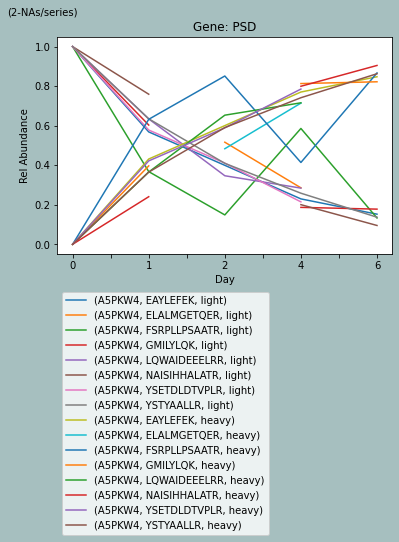 (2-NAs/series)
Gene: PSD
1.0
0.8
0.6
0.4
0.2
0.0
Rel Abundance
0 1 2 4 6
Day
(A5PKW4, EAYLEFEK, light)
(A5PKW4, ELALMGETQER, light)
(A5PKW4, FSRPLLPSAATR, light)
(A5PKW4, GMILYLQK, light)
(A5PKW4, LQWAIDEEELRR, light)
(A5PKW4, NAISIHHALATR, light)
(A5PKW4, YSETDLDTVPLR, light)
(A5PKW4, YSTYAALLR, light)
(A5PKW4, EAYLEFEK, heavy)
(A5PKW4, ELALMGETQER, heavy)
(A5PKW4, FSRPLLPSAATR, heavy)
(A5PKW4, GMILYLQK, heavy)
(A5PKW4, LQWAIDEEELRR, heavy)
(A5PKW4, NAISIHHALATR, heavy)
(A5PKW4, YSETDLDTVPLR, heavy)
(A5PKW4, YSTYAALLR, heavy)